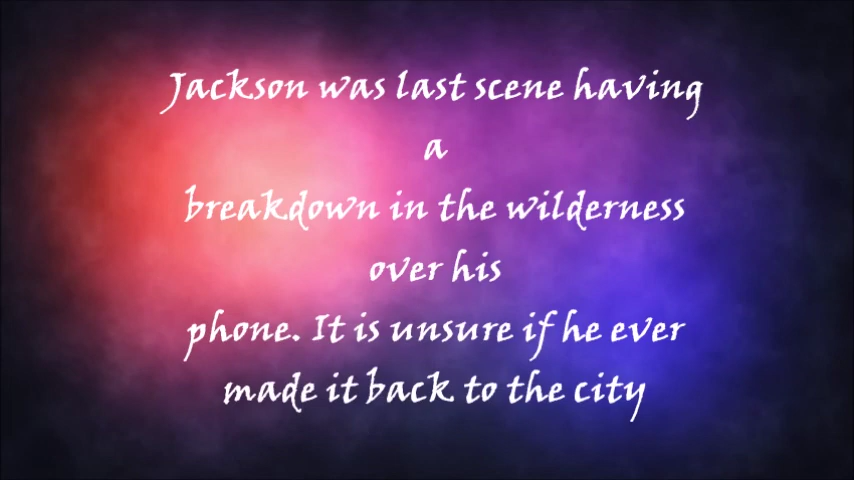 Jackson was last scene having
a
breakdown in the wilderness
over his
phone. It is unsure if he ever
made it back to the city